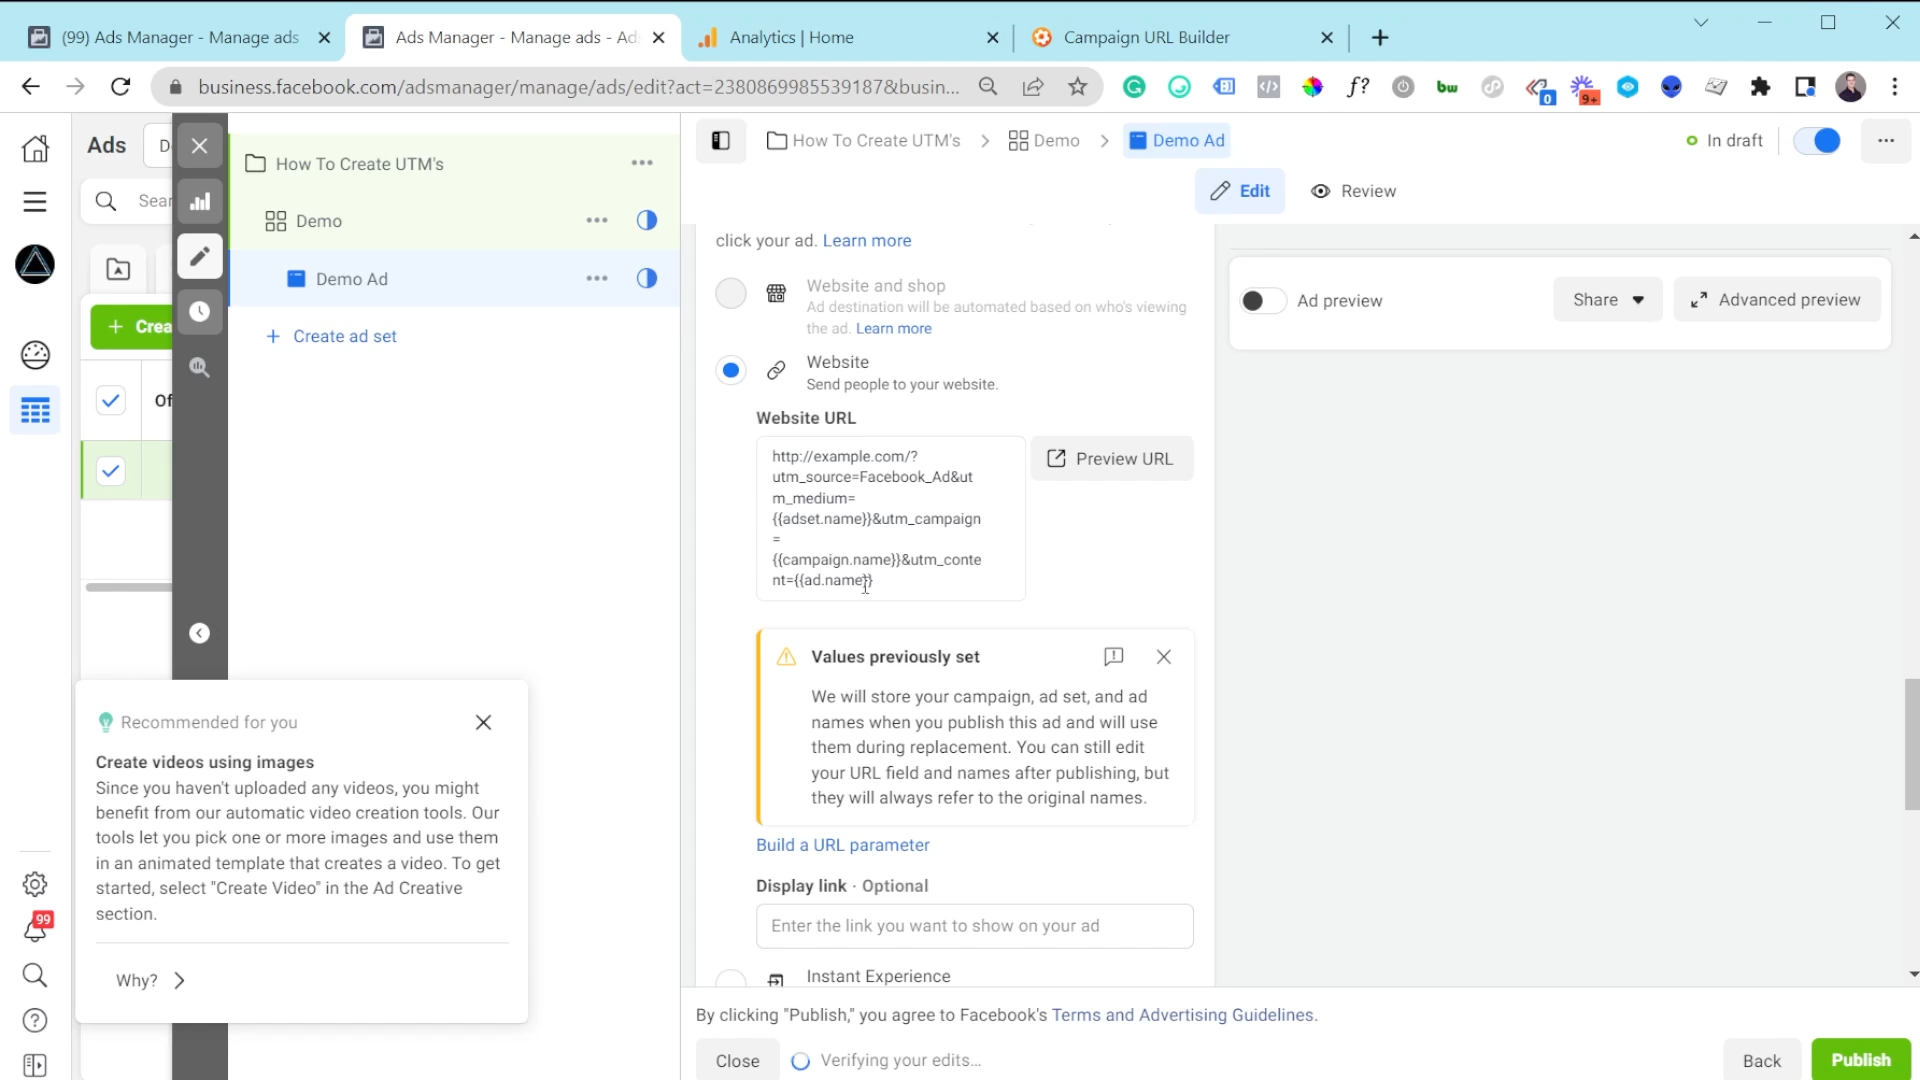 (99) Ads Manager - Manage ads
Ads Manager - Manage ads - Ad
Analytics | Home
Campaign URL Builder
business.facebook.com/adsmanager/manage/ads/edit?act=2380869985539187&busin...
f?
bw
0
9+
Ads
D
Sear
Crea
Of
How To Create UTM's
Demo
Demo Ad
+ Create ad set
How To Create UTM's
Demo
Demo Ad
In draft
Edit
Review
click your ad. Learn more
Website and shop
Ad destination will be automated based on who's viewing
the ad. Learn more
Website
Send people to your website.
Website URL
http://example.com/?
utm_source=Facebook_Ad&ut
m_medium=
{{adset.name}}&utm_campaign
=
{{campaign.name}}&utm_conte
nt={{ad.name}}
Preview URL
Values previously set
We will store your campaign, ad set, and ad
names when you publish this ad and will use
them during replacement. You can still edit
your URL field and names after publishing, but
they will always refer to the original names.
Build a URL parameter
Display link · Optional
Enter the link you want to show on your ad
Instant Experience
Ad preview
Share
Advanced preview
Recommended for you
Create videos using images
Since you haven't uploaded any videos, you might
benefit from our automatic video creation tools. Our
tools let you pick one or more images and use them
in an animated template that creates a video. To get
started, select "Create Video" in the Ad Creative
section.
Why?
99
By clicking "Publish," you agree to Facebook's Terms and Advertising Guidelines.
Close
Verifying your edits...
Back
Publish